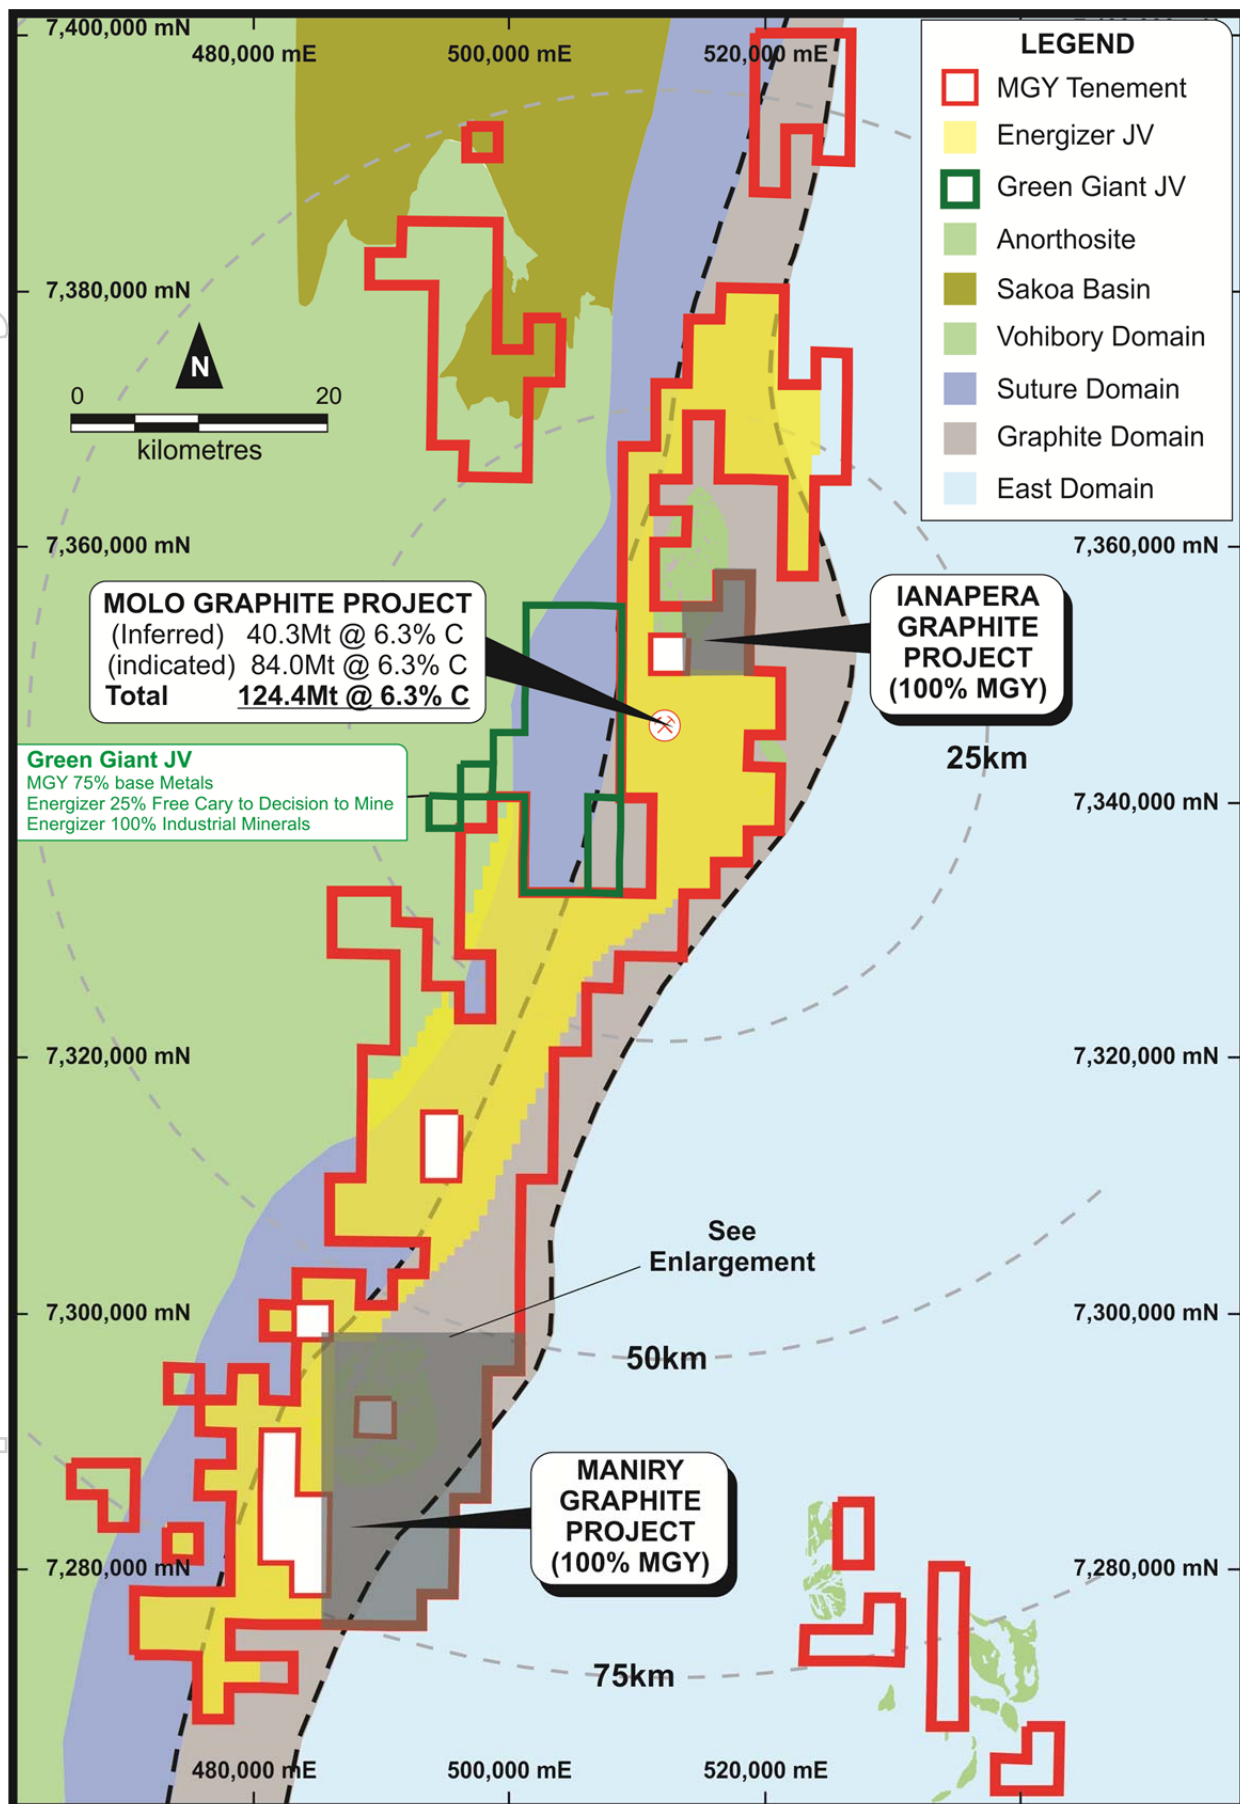 7,400,000 mN
480,000 mE
500,000 mE
520,000 mE
LEGEND
MGY Tenement
Energizer JV
Green Giant JV
Anorthosite
Sakoa Basin
Vohibory Domain
Suture Domain
Graphite Domain
East Domain
7,380,000 mN
N
0 20
kilometres
7,360,000 mN
7,360,000 mN
MOLO GRAPHITE PROJECT
(Inferred) 40.3Mt @ 6.3% C
(indicated) 84.0Mt @ 6.3% C
Total 124.4Mt @ 6.3% C
IANAPERA
GRAPHITE
PROJECT
(100% MGY)
Green Giant JV
MGY 75% base Metals
Energizer 25% Free Cary to Decision to Mine
Energizer 100% Industrial Minerals
25km
7,340,000 mN
7,320,000 mN
7,320,000 mN
See
Enlargement
7,300,000 mN
7,300,000 mN
50km
MANIRY
GRAPHITE
PROJECT
(100% MGY)
7,280,000 mN
7,280,000 mN
75km
480,000 mE
500,000 mE
520,000 mE